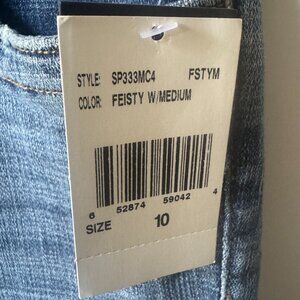 STYLE: SP333MC4 FSTYM
COLOR: FEISTY W/MEDIUM
6 52874 59042 4
SIZE 10